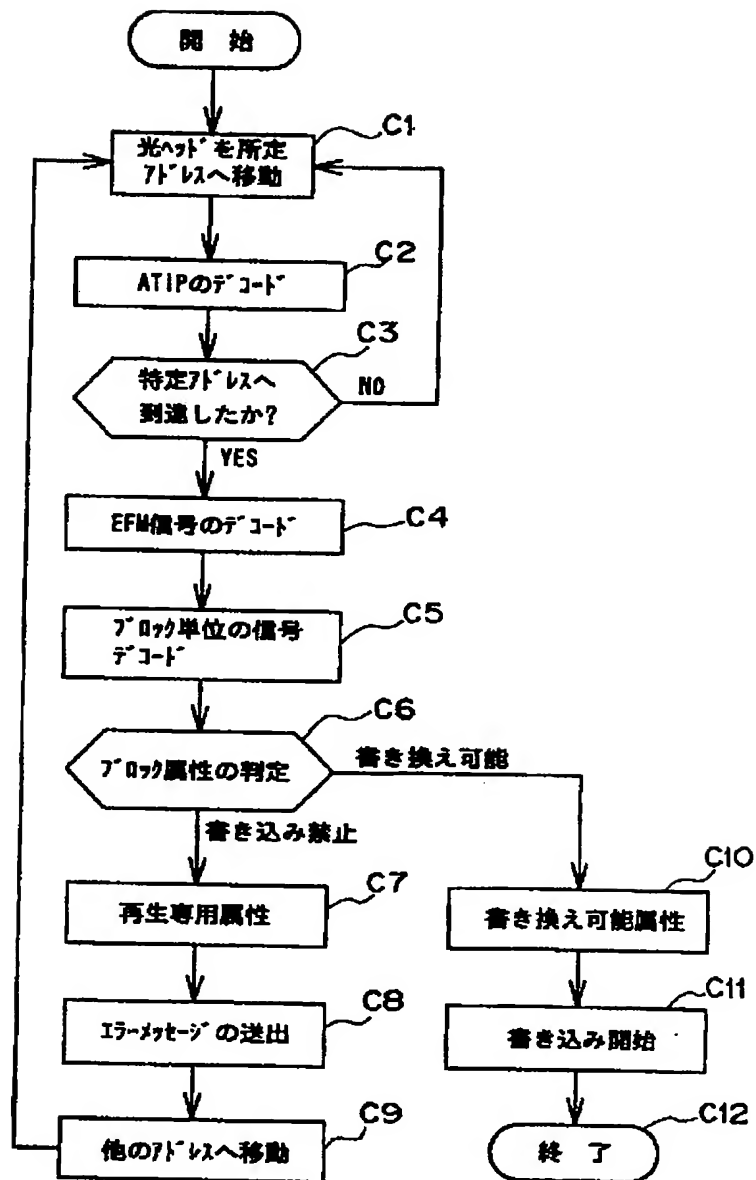 開 始
C1
光ヘッドを所定
アドレスへ移動
C2
ATIPのデコード
C3
特定アドレスへ
到達したか?
NO
YES
C4
EFM信号のデコード
C5
ブロック単位の信号
デコード
C6
ブロック属性の判定
書き換え可能
書き込み禁止
C7
再生専用属性
C10
書き換え可能属性
C8
エラーメッセージの送出
C11
書き込み開始
C9
他のアドレスへ移動
C12
終 了